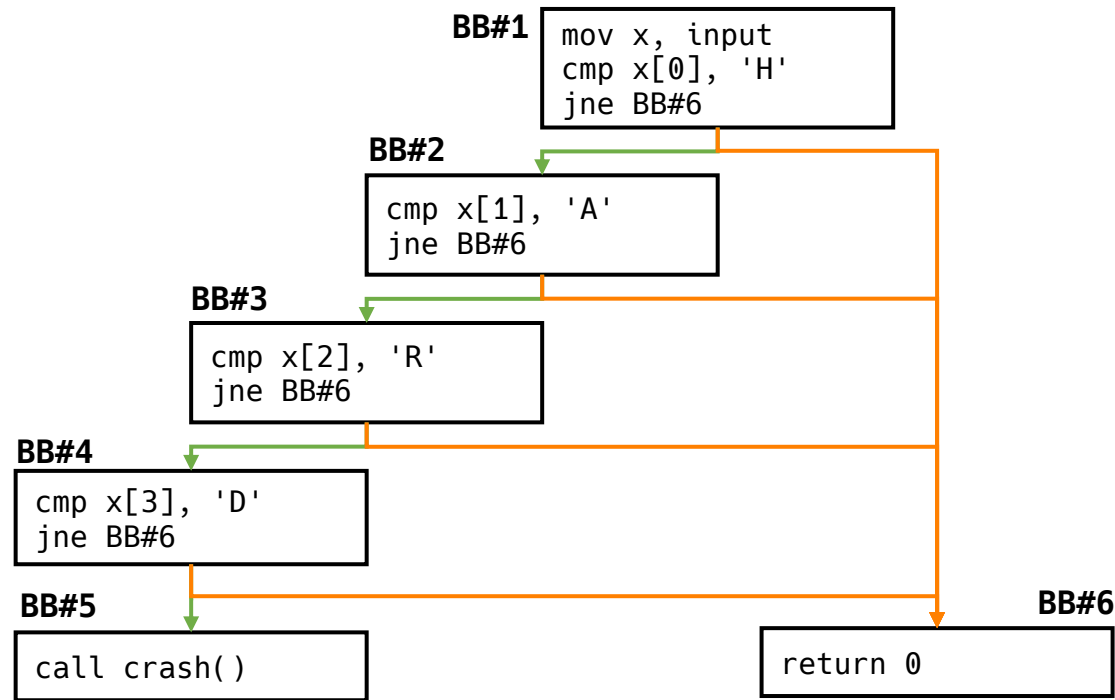 BB#1
mov x, input
cmp x[0], 'H'
jne BB#6
BB#2
cmp x[1], 'A'
jne BB#6
BB#3
cmp x[2], 'R'
jne BB#6
BB#4
cmp x[3], 'D'
jne BB#6
BB#5
call crash()
BB#6
return 0